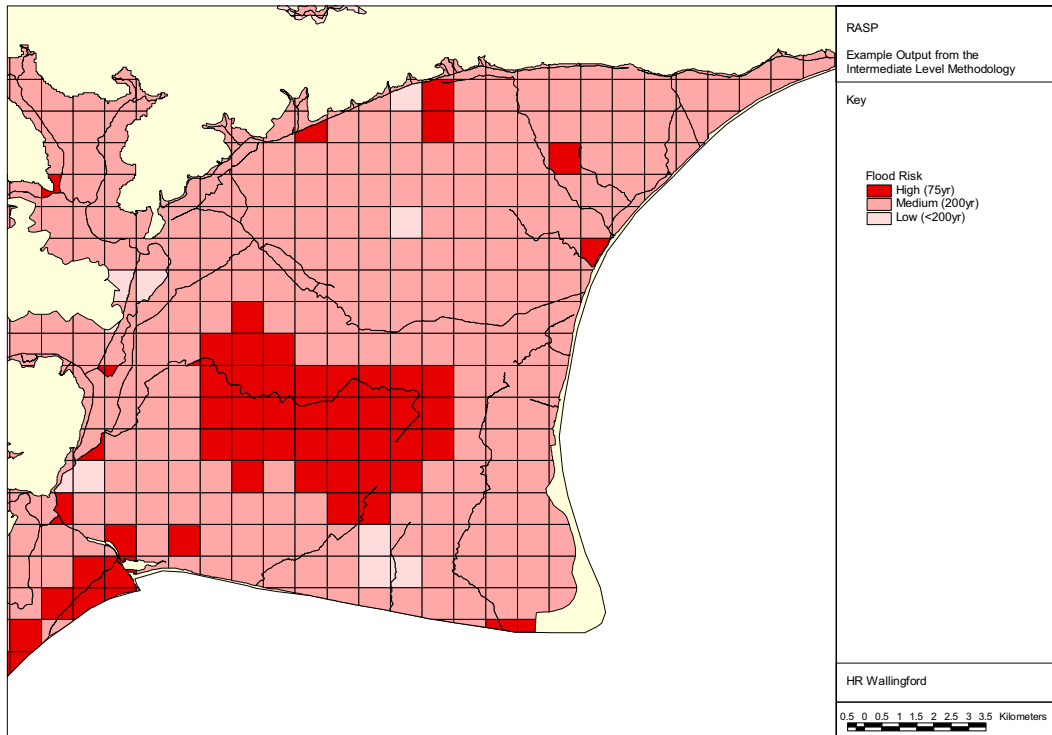 RASP
Example Output from the
Intermediate Level Methodology
Key
Flood Risk
High (75yr)
Medium (200yr)
Low (<200yr)
HR Wallingford
0.5 0 0.5 1 1.5 2 2.5 3 3.5 Kilometers